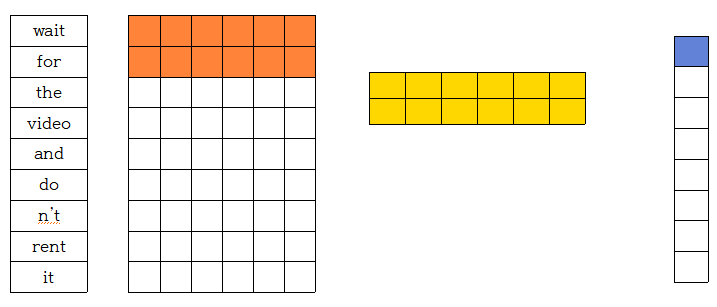 wait
for
the
video
and
do
n't
rent
it